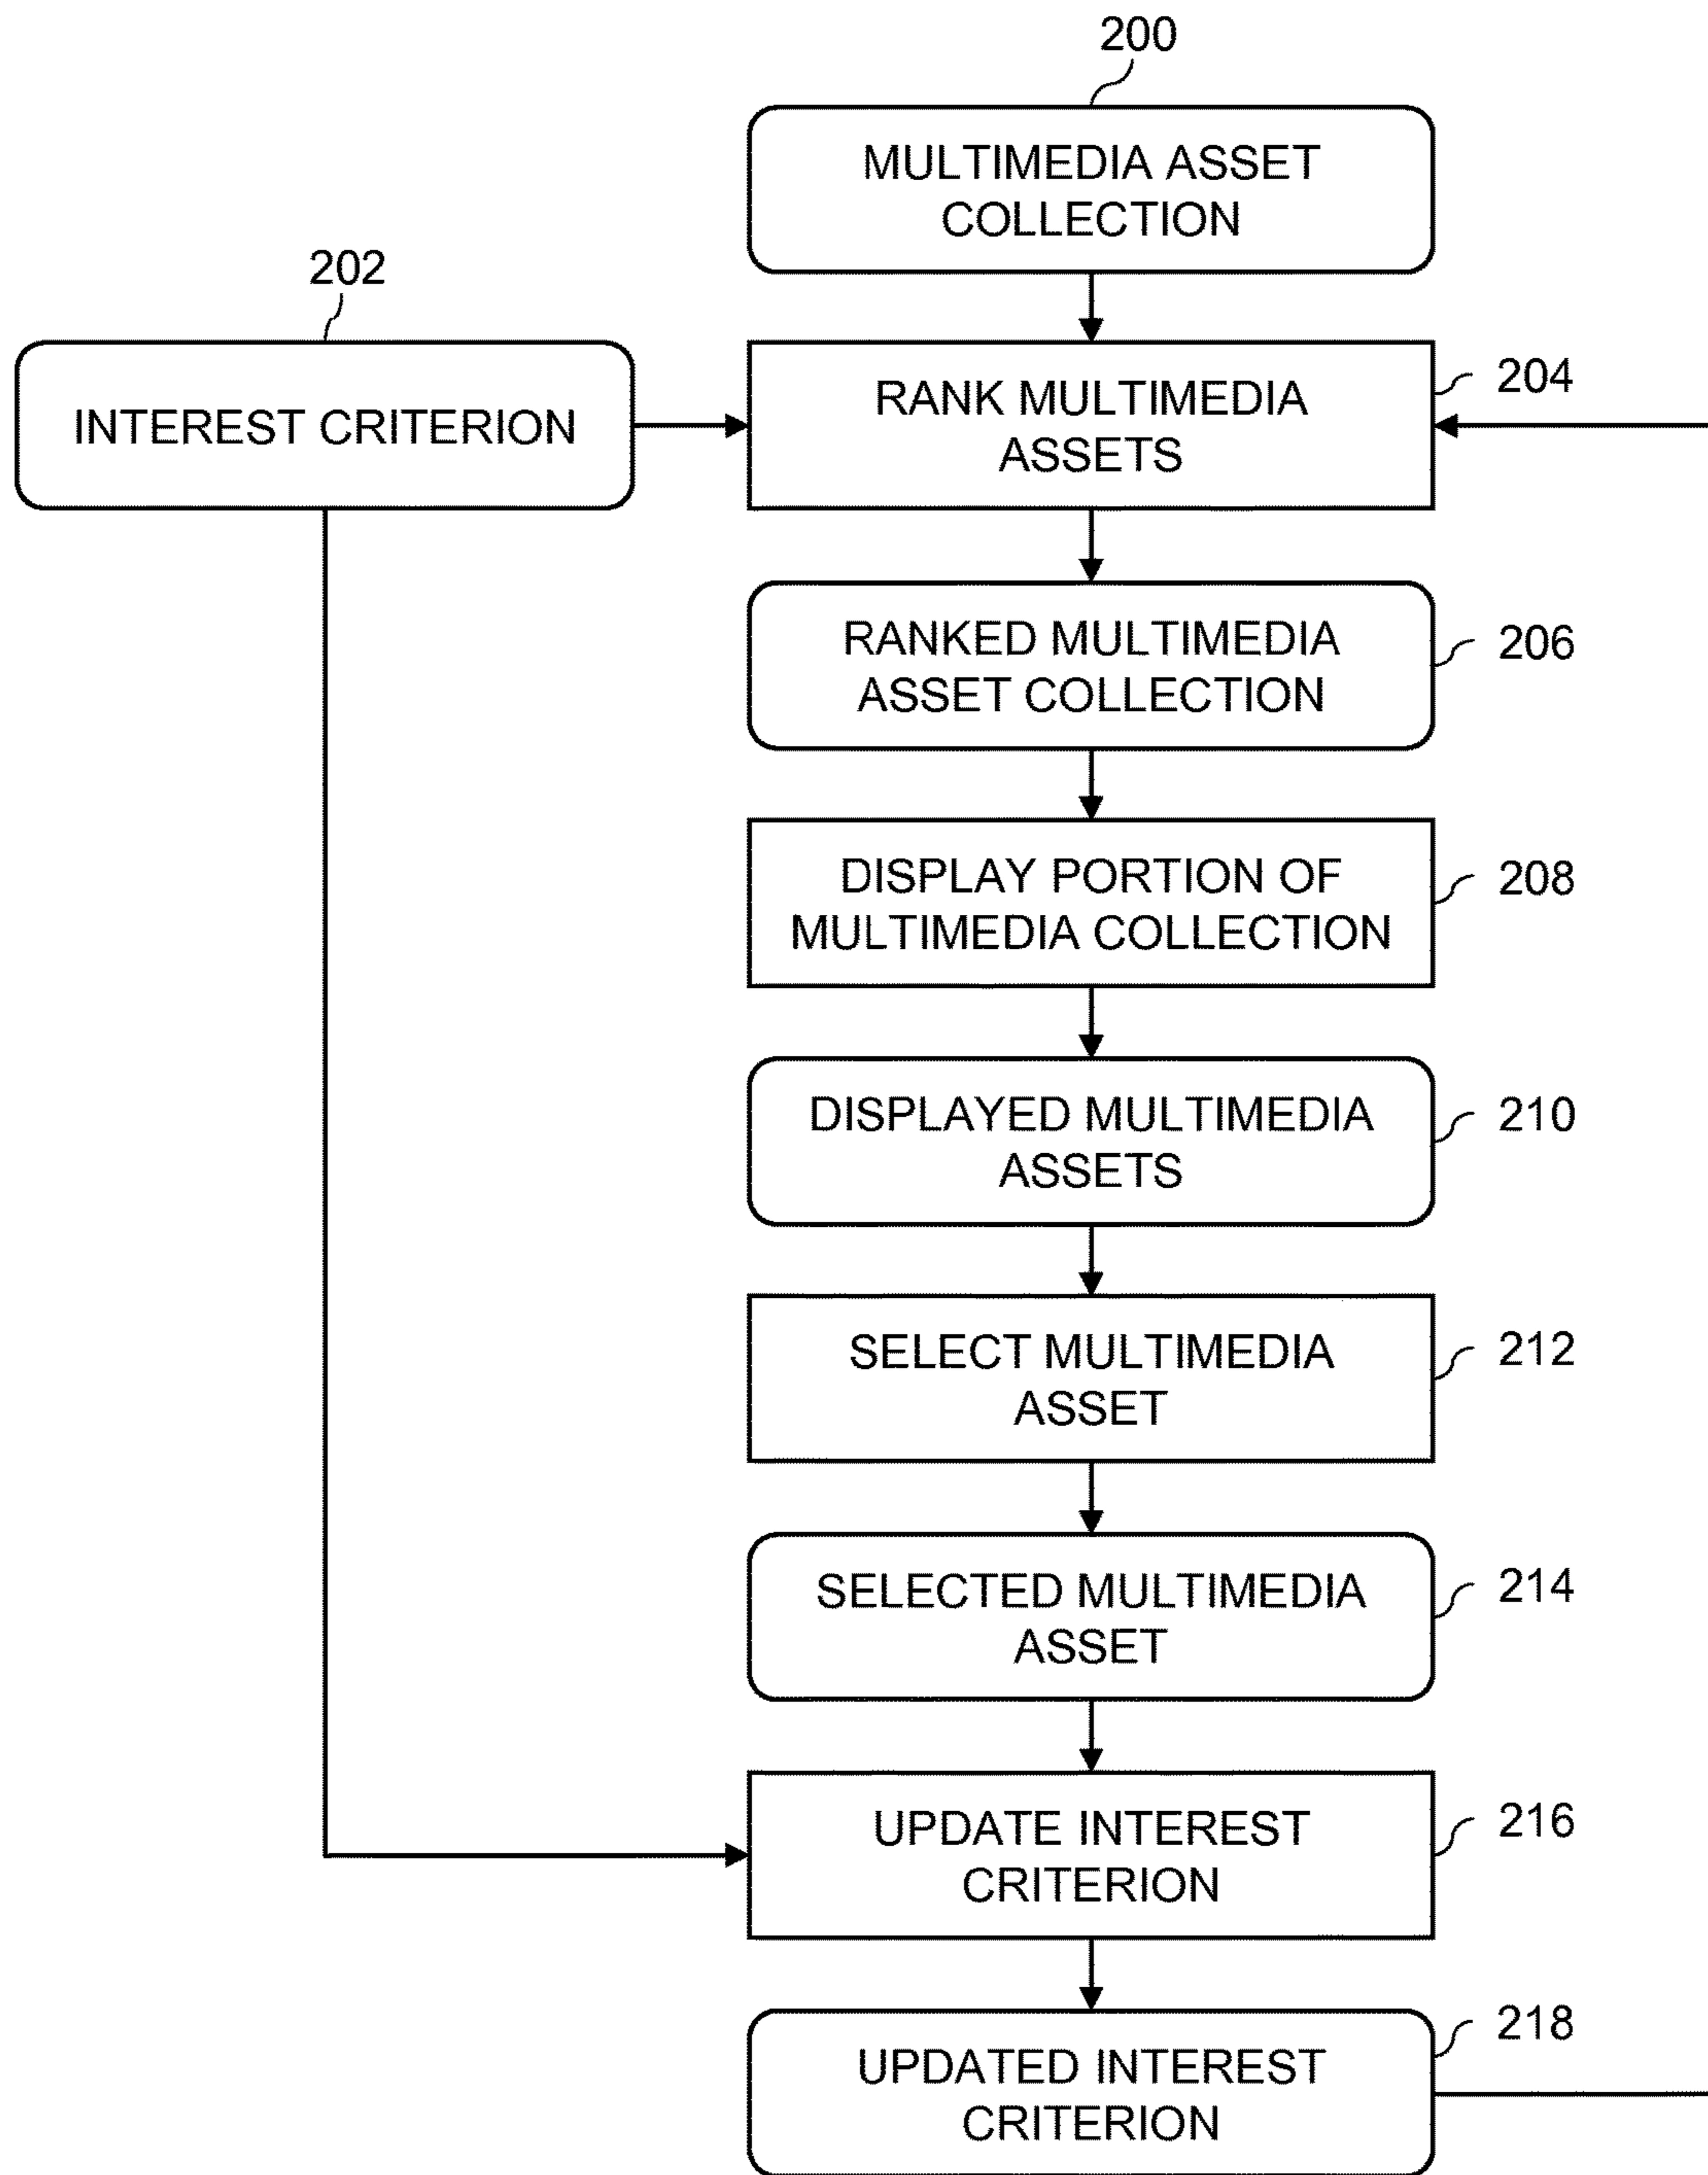 200
MULTIMEDIA ASSET
COLLECTION
202
INTEREST CRITERION
RANK MULTIMEDIA
ASSETS
204
RANKED MULTIMEDIA
ASSET COLLECTION
206
DISPLAY PORTION OF
MULTIMEDIA COLLECTION
208
DISPLAYED MULTIMEDIA
ASSETS
210
SELECT MULTIMEDIA
ASSET
212
SELECTED MULTIMEDIA
ASSET
214
UPDATE INTEREST
CRITERION
216
UPDATED INTEREST
CRITERION
218